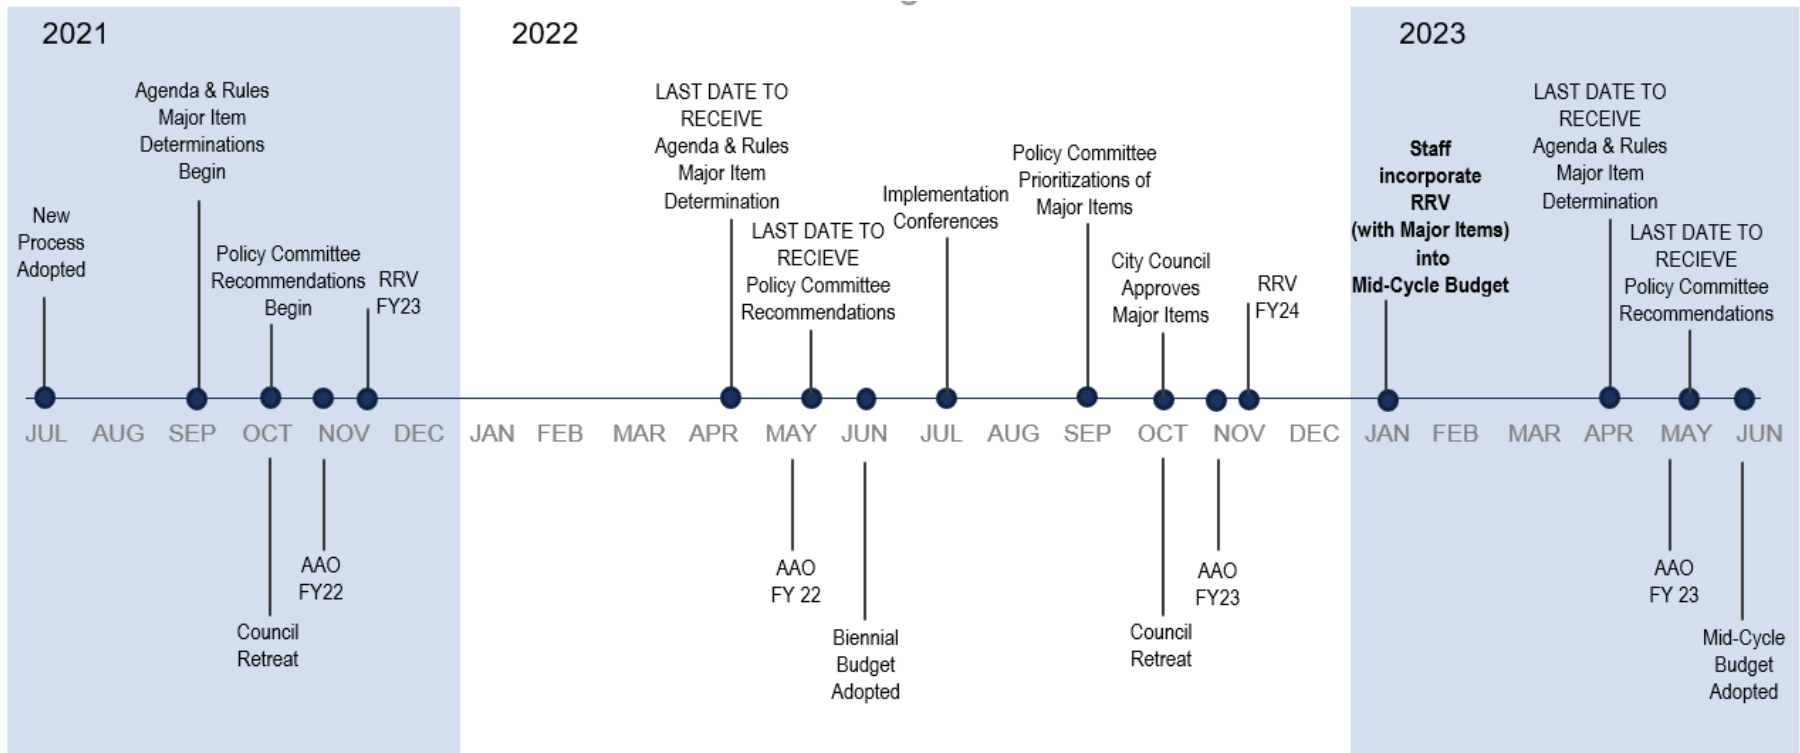 2021
2022
2023
New
Process
Adopted
Agenda & Rules
Major Item
Determinations
Begin
Policy Committee
Recommendations
Begin
RRV
FY23
LAST DATE TO
RECEIVE
Agenda & Rules
Major Item
Determination
LAST DATE TO
RECIEVE
Policy Committee
Recommendations
Implementation
Conferences
Policy Committee
Prioritizations of
Major Items
City Council
Approves
Major Items
RRV
FY24
Staff
incorporate
RRV
(with Major Items)
into
Mid-Cycle Budget
LAST DATE TO
RECEIVE
Agenda & Rules
Major Item
Determination
LAST DATE TO
RECIEVE
Policy Committee
Recommendations
JUL AUG SEP OCT NOV DEC JAN FEB MAR APR MAY JUN JUL AUG SEP OCT NOV DEC JAN FEB MAR APR MAY JUN
Council
Retreat
AAO
FY22
AAO
FY 22
Biennial
Budget
Adopted
Council
Retreat
AAO
FY23
AAO
FY 23
Mid-Cycle
Budget
Adopted